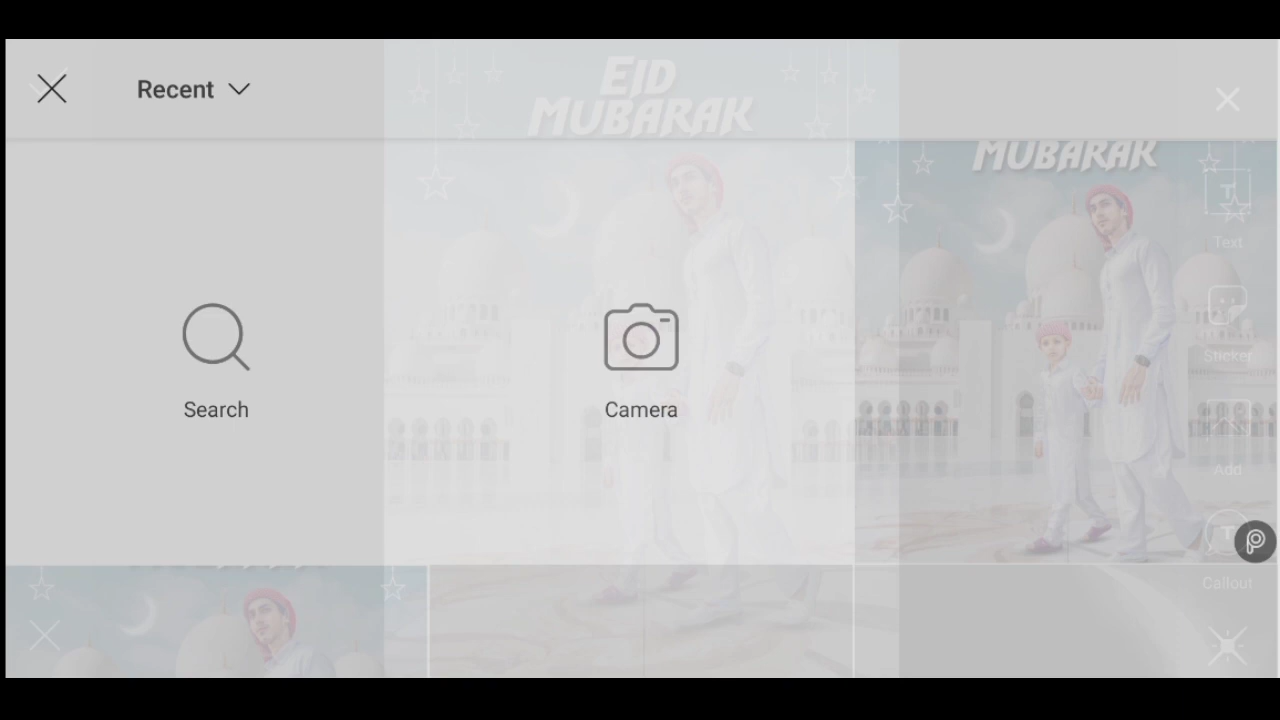 Recent
EID
MUBARAK
MUBARAK
T
Text
Sticker
Search
Camera
Add
T
Callout